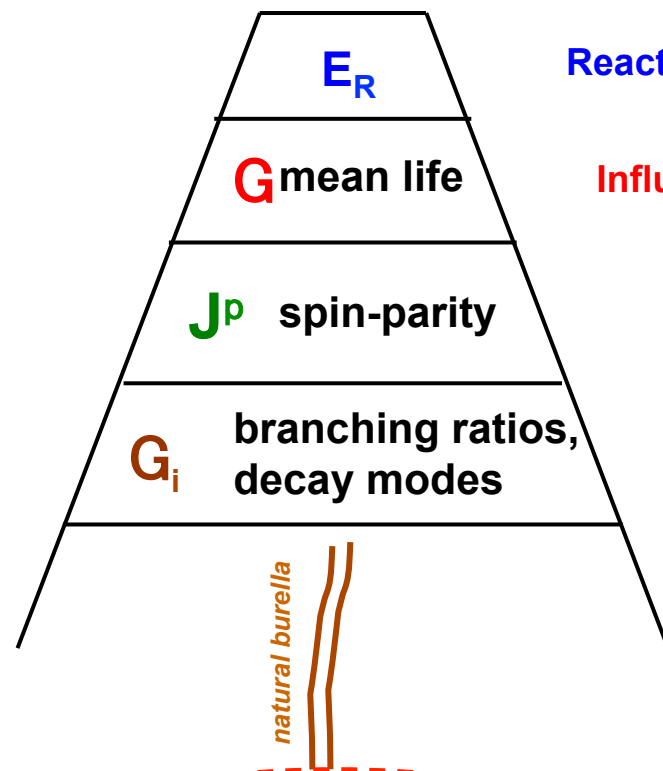 E_R
React
G mean life
Influ
J^p spin-parity
G_i branching ratios,
decay modes
natural burella